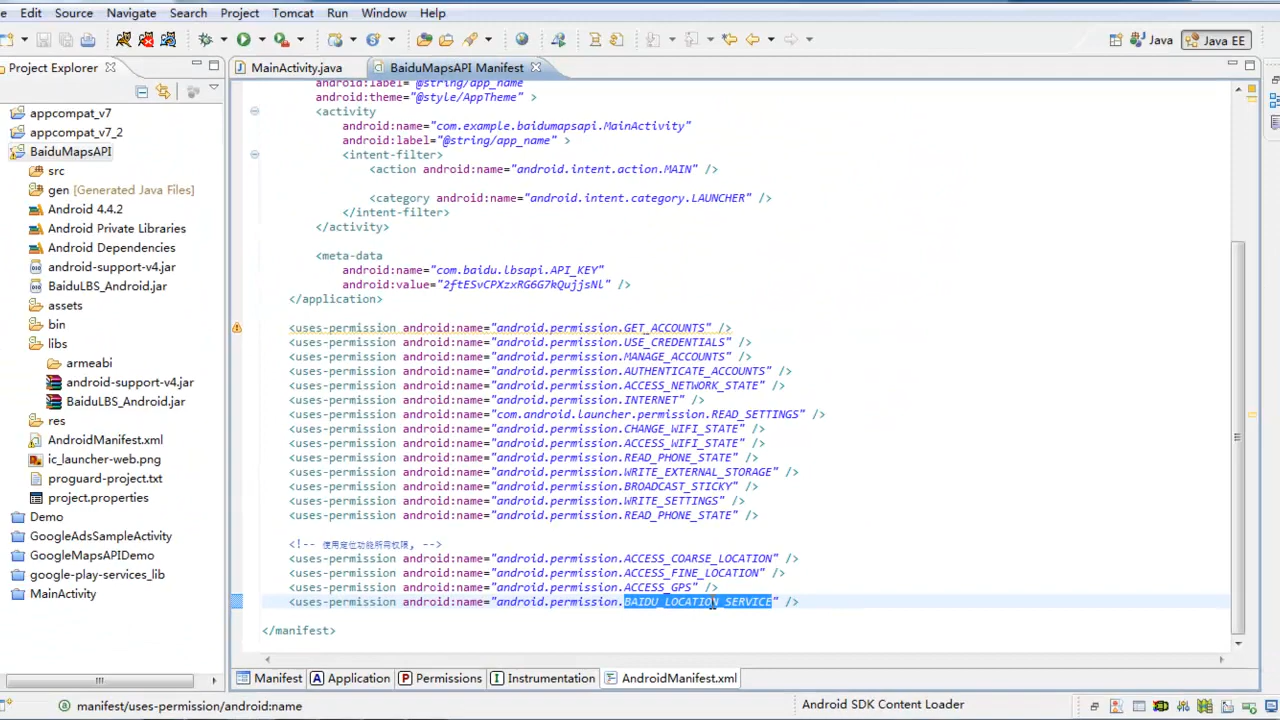 Edit Source Navigate Search Project Tomcat Run Window Help
Java Java EE
Project Explorer
MainActivity.java BaiduMapsAPI Manifest
appcompat_v7
appcompat_v7_2
BaiduMapsAPI
src
gen [Generated Java Files]
Android 4.4.2
Android Private Libraries
Android Dependencies
android-support-v4.jar
BaiduLBS_Android.jar
assets
bin
libs
armeabi
android-support-v4.jar
BaiduLBS_Android.jar
res
AndroidManifest.xml
ic_launcher-web.png
proguard-project.txt
project.properties
Demo
GoogleAdsSampleActivity
GoogleMapsAPIDemo
google-play-services_lib
MainActivity
android:label="@string/app_name"
android:theme="@style/AppTheme" >
<activity
android:name="com.example.baidumapsapi.MainActivity"
android:label="@string/app_name" >
<intent-filter>
<action android:name="android.intent.action.MAIN" />
<category android:name="android.intent.category.LAUNCHER" />
</intent-filter>
</activity>
<meta-data
android:name="com.baidu.lbsapi.API_KEY"
android:value="2ftESvCPXzxRG6G7kQujjsNl" />
</application>
<uses-permission android:name="android.permission.GET_ACCOUNTS" />
<uses-permission android:name="android.permission.USE_CREDENTIALS" />
<uses-permission android:name="android.permission.MANAGE_ACCOUNTS" />
<uses-permission android:name="android.permission.AUTHENTICATE_ACCOUNTS" />
<uses-permission android:name="android.permission.ACCESS_NETWORK_STATE" />
<uses-permission android:name="android.permission.INTERNET" />
<uses-permission android:name="com.android.launcher.permission.READ_SETTINGS" />
<uses-permission android:name="android.permission.CHANGE_WIFI_STATE" />
<uses-permission android:name="android.permission.ACCESS_WIFI_STATE" />
<uses-permission android:name="android.permission.READ_PHONE_STATE" />
<uses-permission android:name="android.permission.WRITE_EXTERNAL_STORAGE" />
<uses-permission android:name="android.permission.BROADCAST_STICKY" />
<uses-permission android:name="android.permission.WRITE_SETTINGS" />
<uses-permission android:name="android.permission.READ_PHONE_STATE" />
<!-- 使用定位功能所需权限, -->
<uses-permission android:name="android.permission.ACCESS_COARSE_LOCATION" />
<uses-permission android:name="android.permission.ACCESS_FINE_LOCATION" />
<uses-permission android:name="android.permission.ACCESS_GPS" />
<uses-permission android:name="android.permission.BAIDU_LOCATION_SERVICE" />
</manifest>
Manifest Application Permissions Instrumentation AndroidManifest.xml
manifest/uses-permission/android:name
Android SDK Content Loader